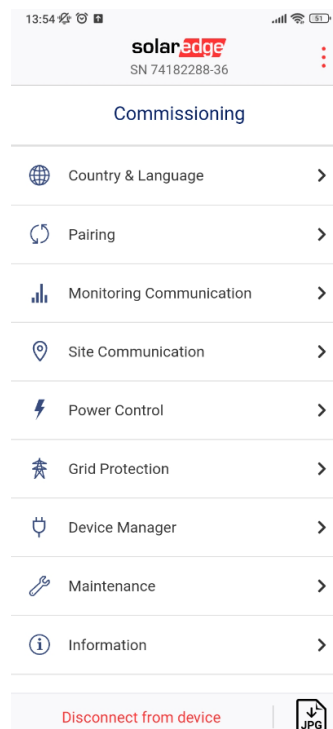 13:54
51
solaredge
SN 74182288-36
Commissioning
Country & Language
Pairing
Monitoring Communication
Site Communication
Power Control
Grid Protection
Device Manager
Maintenance
Information
Disconnect from device
JPG